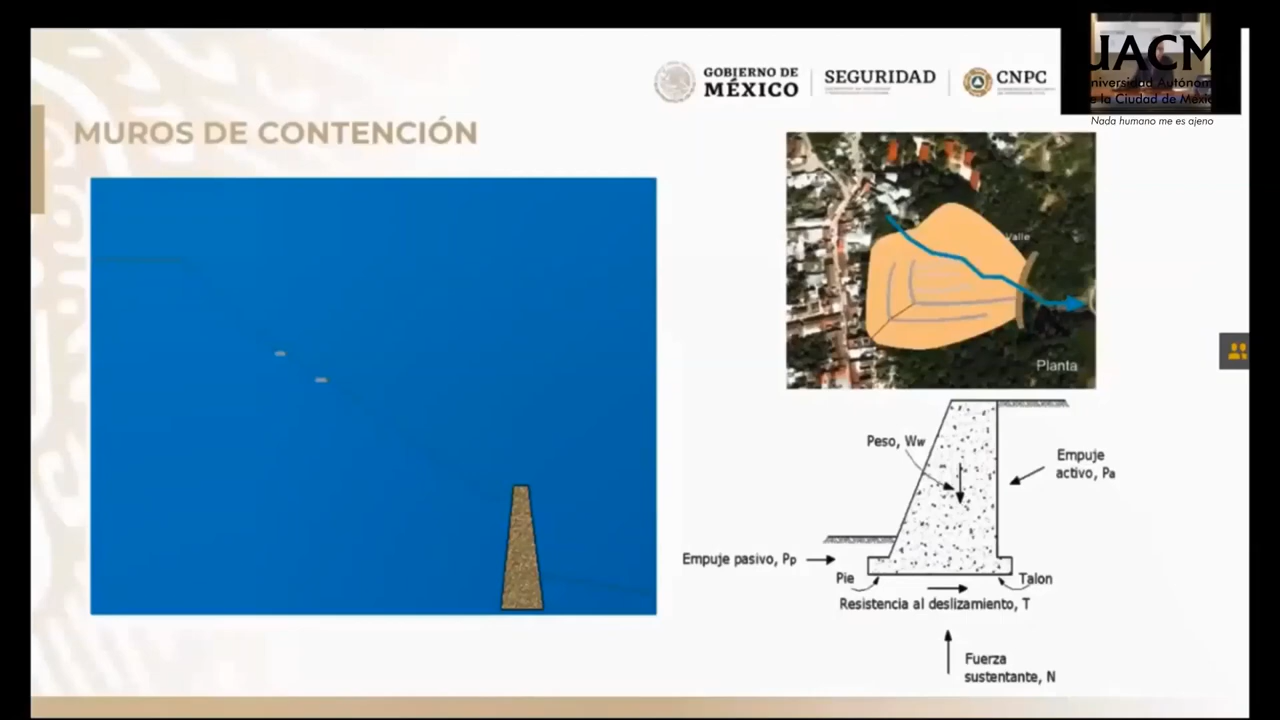 GOBIERNO DE
MÉXICO
SEGURIDAD
CNPC
UACM
Universidad Autónoma
de la Ciudad de México
Nada humano me es ajeno
MUROS DE CONTENCIÓN
Valle
Planta
Peso, Ww
Empuje
activo, Pa
Empuje pasivo, Pp
Pie
Talon
Resistencia al deslizamiento, T
Fuerza
sustentante, N